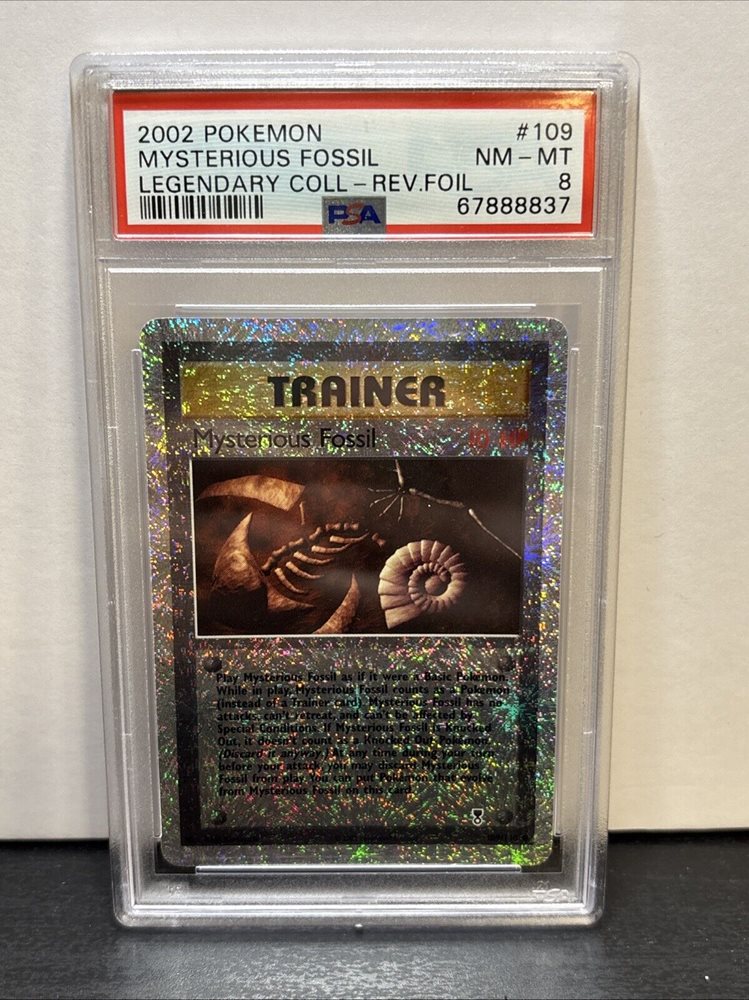 2002 POKEMON #109
MYSTERIOUS FOSSIL NM - MT
LEGENDARY COLL - REV.FOIL 8
PSA 67888837
TRAINER
Mysterious Fossil 10 HP
Play Mysterious Fossil as if it were a Basic Pokémon.
While in play, Mysterious Fossil counts as a Pokémon
(instead of a Trainer card). Mysterious Fossil has no
attacks, can't retreat, and can't be affected by
Special Conditions. If Mysterious Fossil is Knocked
Out, it doesn't count as a Knocked Out Pokémon.
(Discard it anyway.) At any time during your turn
before your attack, you may discard Mysterious
Fossil from play. You can put Pokémon that evolve
from Mysterious Fossil on this card.